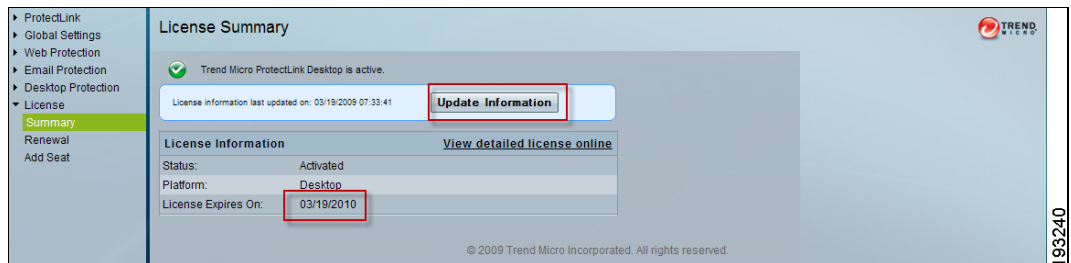 ProtectLink
Global Settings
Web Protection
Email Protection
Desktop Protection
License
Summary
Renewal
Add Seat
License Summary
TREND
MICRO
Trend Micro ProtectLink Desktop is active.
License information last updated on: 03/19/2009 07:33:41
Update Information
License Information
View detailed license online
Status: Activated
Platform: Desktop
License Expires On: 03/19/2010
© 2009 Trend Micro Incorporated. All rights reserved.
193240